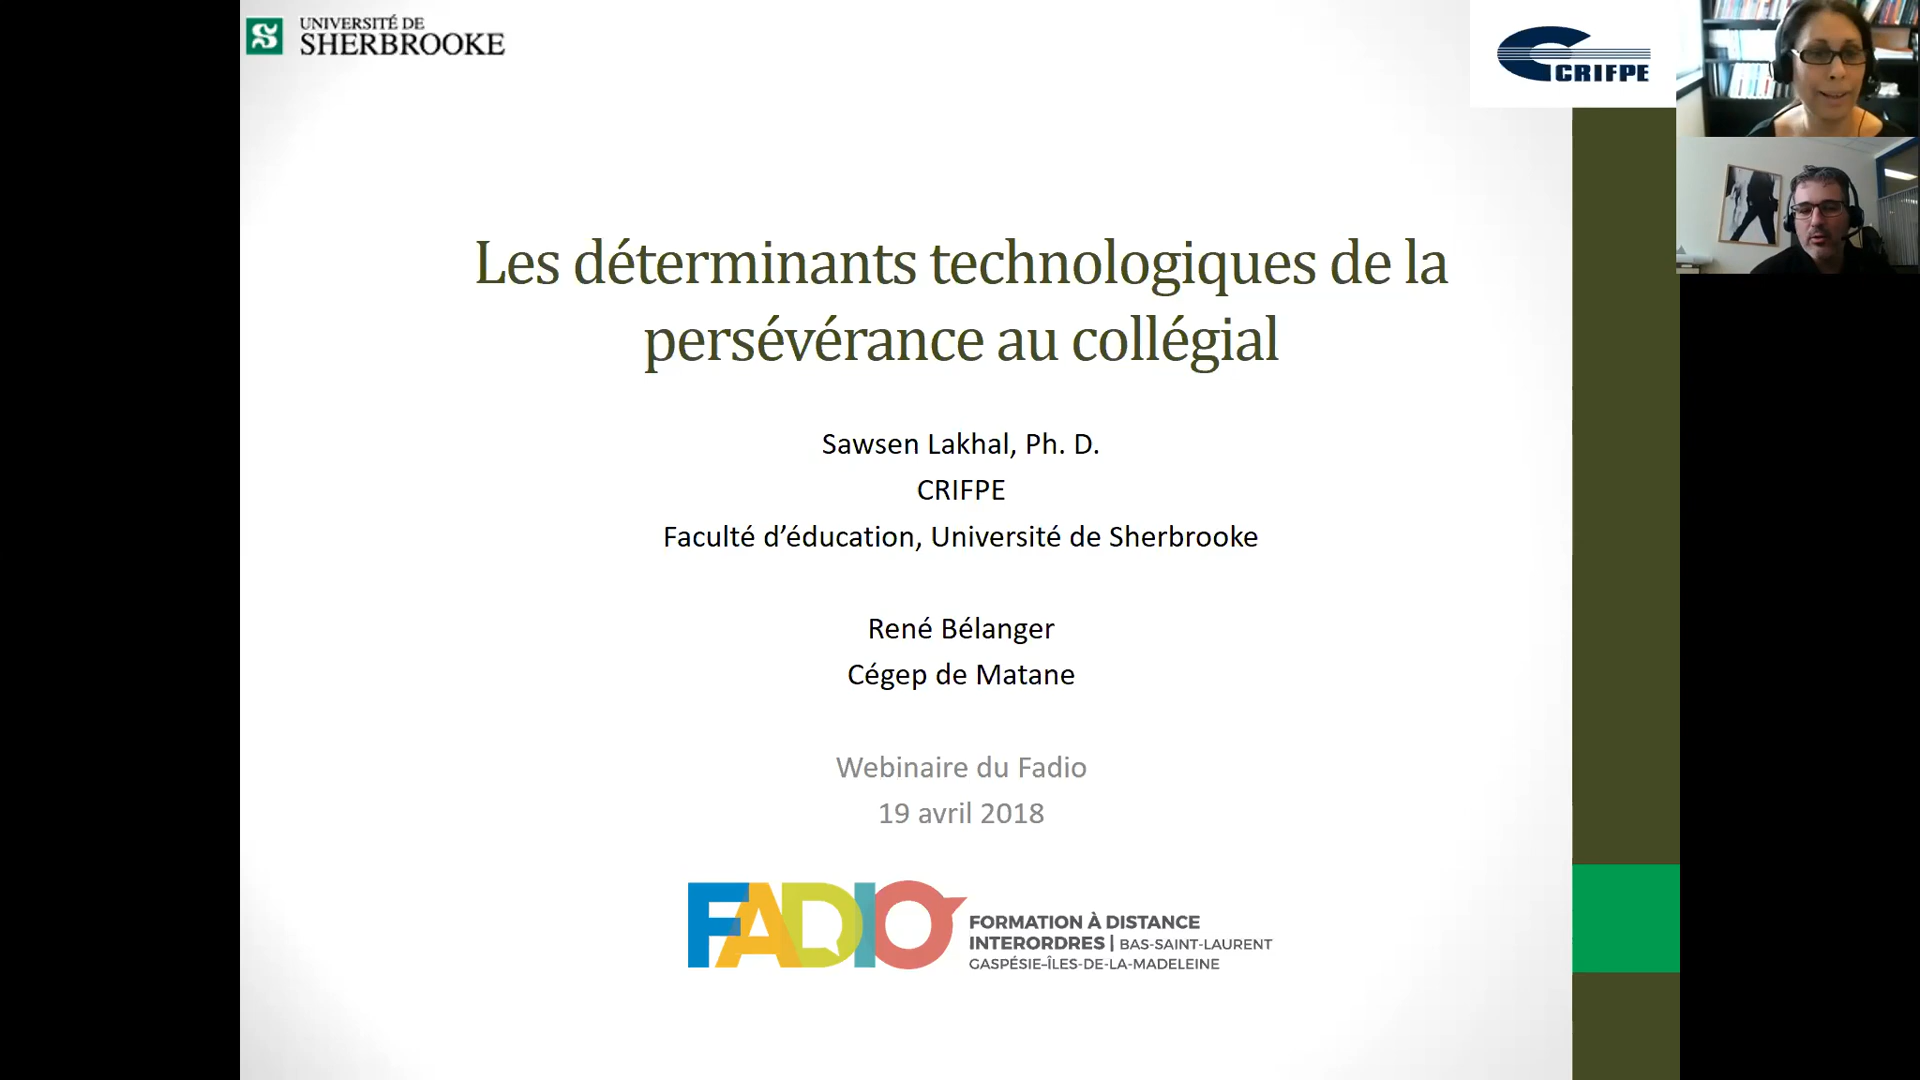 UNIVERSITÉ DE
SHERBROOKE
CRIFPE
Les déterminants technologiques de la
persévérance au collégial
Sawsen Lakhal, Ph. D.
CRIFPE
Faculté d’éducation, Université de Sherbrooke
René Bélanger
Cégep de Matane
Webinaire du Fadio
19 avril 2018
FADIO
FORMATION À DISTANCE
INTERORDRES | BAS-SAINT-LAURENT
GASPÉSIE–ÎLES-DE-LA-MADELEINE